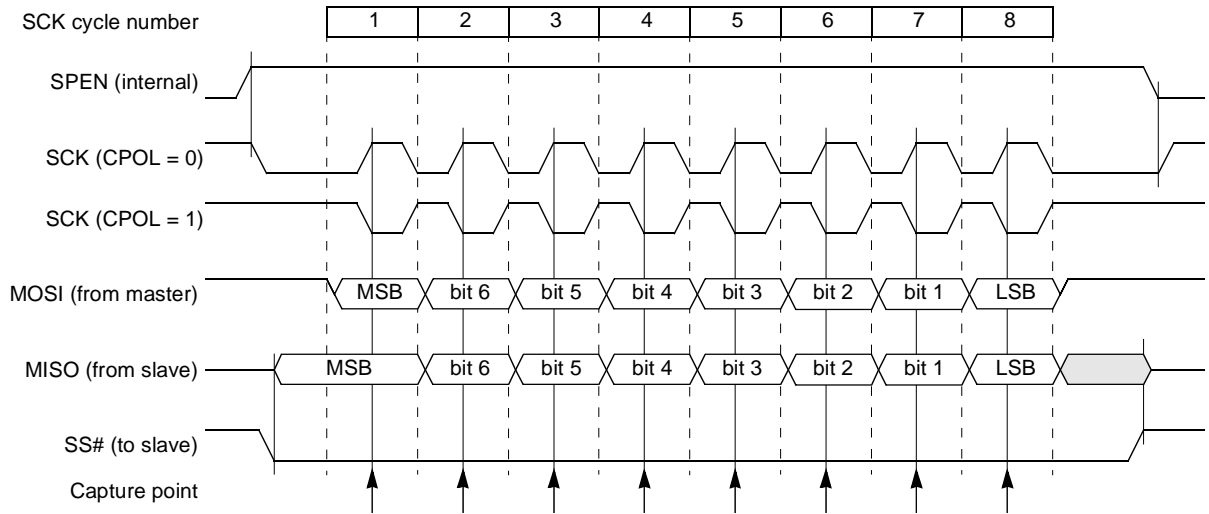 SCK cycle number 1 2 3 4 5 6 7 8
SPEN (internal)
SCK (CPOL = 0)
SCK (CPOL = 1)
MOSI (from master) MSB bit 6 bit 5 bit 4 bit 3 bit 2 bit 1 LSB
MISO (from slave) MSB bit 6 bit 5 bit 4 bit 3 bit 2 bit 1 LSB
SS# (to slave)
Capture point